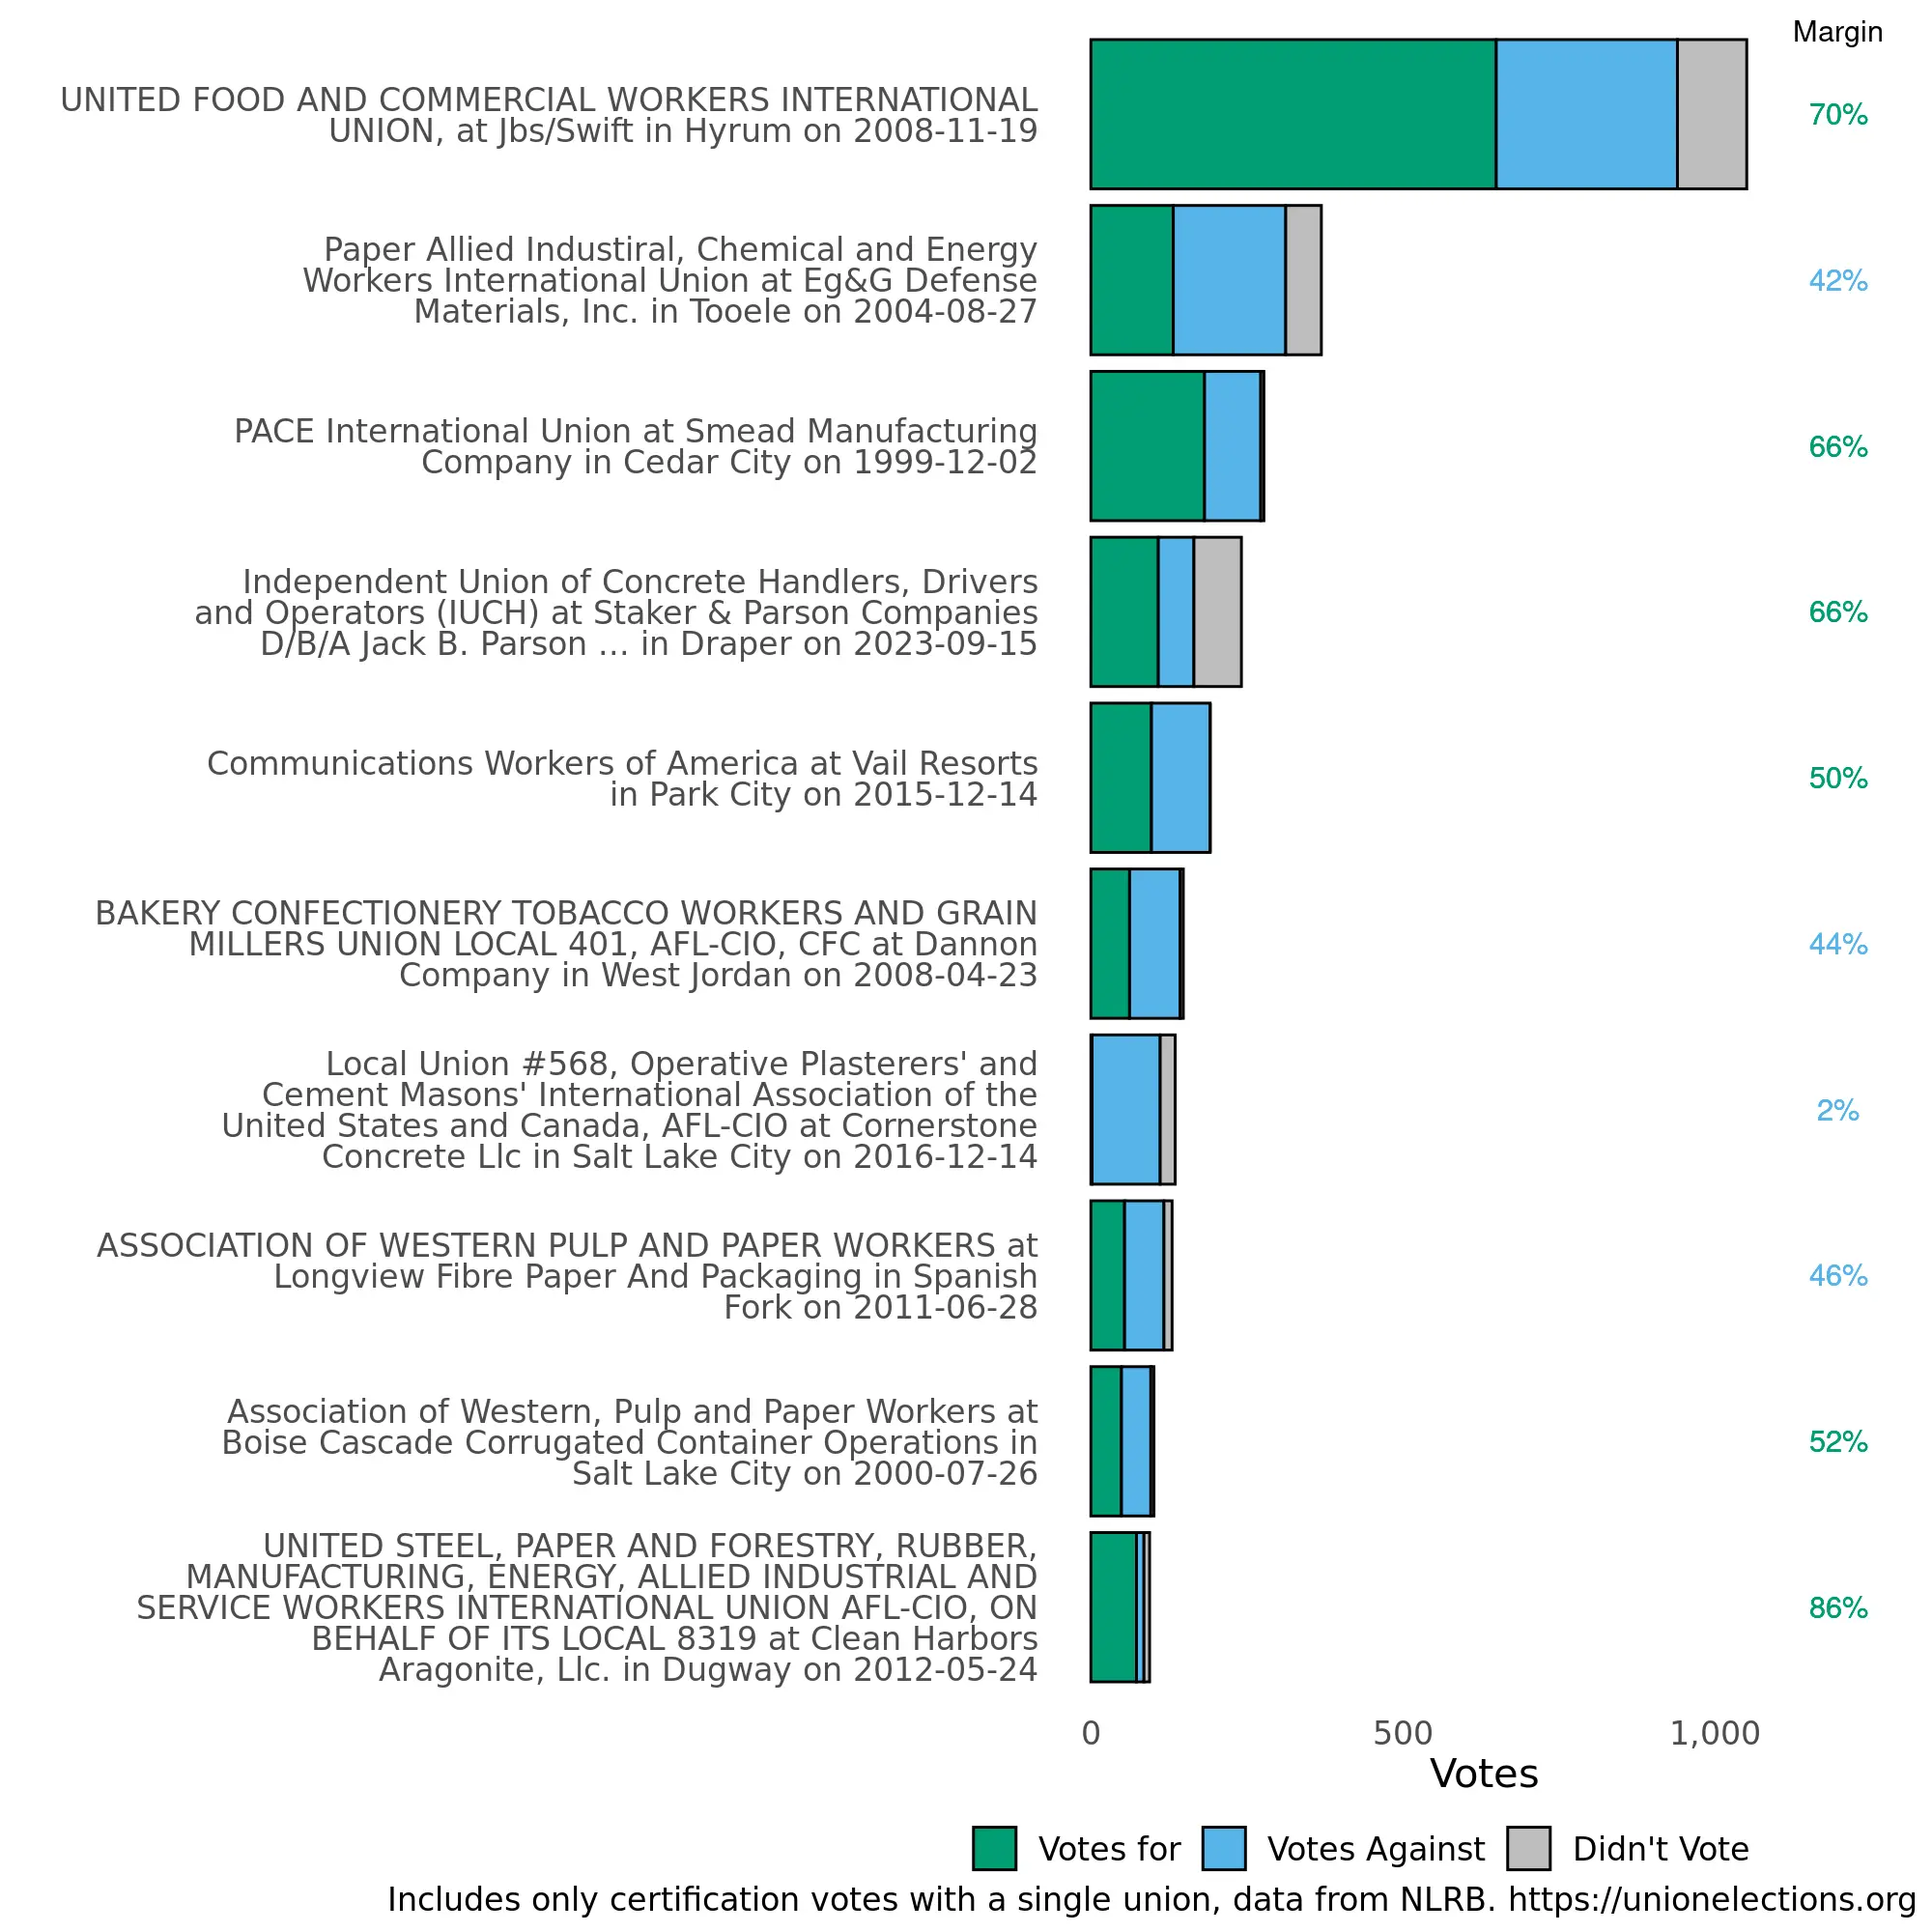 Margin
UNITED FOOD AND COMMERCIAL WORKERS INTERNATIONAL
UNION, at Jbs/Swift in Hyrum on 2008-11-19
70%
Paper Allied Industiral, Chemical and Energy
Workers International Union at Eg&G Defense
Materials, Inc. in Tooele on 2004-08-27
42%
PACE International Union at Smead Manufacturing
Company in Cedar City on 1999-12-02
66%
Independent Union of Concrete Handlers, Drivers
and Operators (IUCH) at Staker & Parson Companies
D/B/A Jack B. Parson ... in Draper on 2023-09-15
66%
Communications Workers of America at Vail Resorts
in Park City on 2015-12-14
50%
BAKERY CONFECTIONERY TOBACCO WORKERS AND GRAIN
MILLERS UNION LOCAL 401, AFL-CIO, CFC at Dannon
Company in West Jordan on 2008-04-23
44%
Local Union #568, Operative Plasterers' and
Cement Masons' International Association of the
United States and Canada, AFL-CIO at Cornerstone
Concrete Llc in Salt Lake City on 2016-12-14
2%
ASSOCIATION OF WESTERN PULP AND PAPER WORKERS at
Longview Fibre Paper And Packaging in Spanish
Fork on 2011-06-28
46%
Association of Western, Pulp and Paper Workers at
Boise Cascade Corrugated Container Operations in
Salt Lake City on 2000-07-26
52%
UNITED STEEL, PAPER AND FORESTRY, RUBBER,
MANUFACTURING, ENERGY, ALLIED INDUSTRIAL AND
SERVICE WORKERS INTERNATIONAL UNION AFL-CIO, ON
BEHALF OF ITS LOCAL 8319 at Clean Harbors
Aragonite, Llc. in Dugway on 2012-05-24
86%
0 500 1,000
Votes
Votes for Votes Against Didn't Vote
Includes only certification votes with a single union, data from NLRB. https://unionelections.org